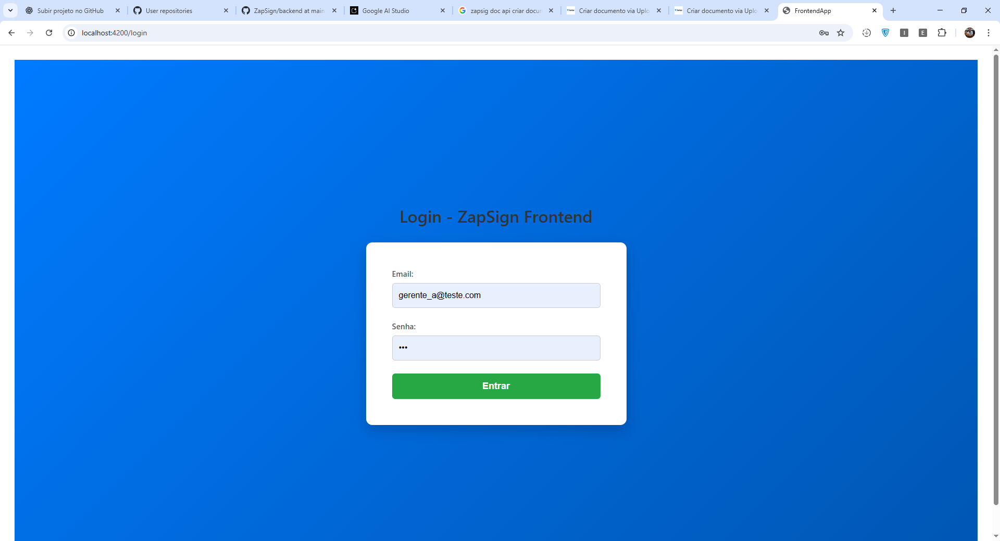 Subir projeto no GitHub
User repositories
ZapSign/backend at main
Google AI Studio
zapsig doc api criar docun
Criar documento via Uplo
Criar documento via Uplo
FrontendApp
localhost:4200/login
I
E
Login - ZapSign Frontend
Email:
gerente_a@teste.com
Senha:
•••
Entrar